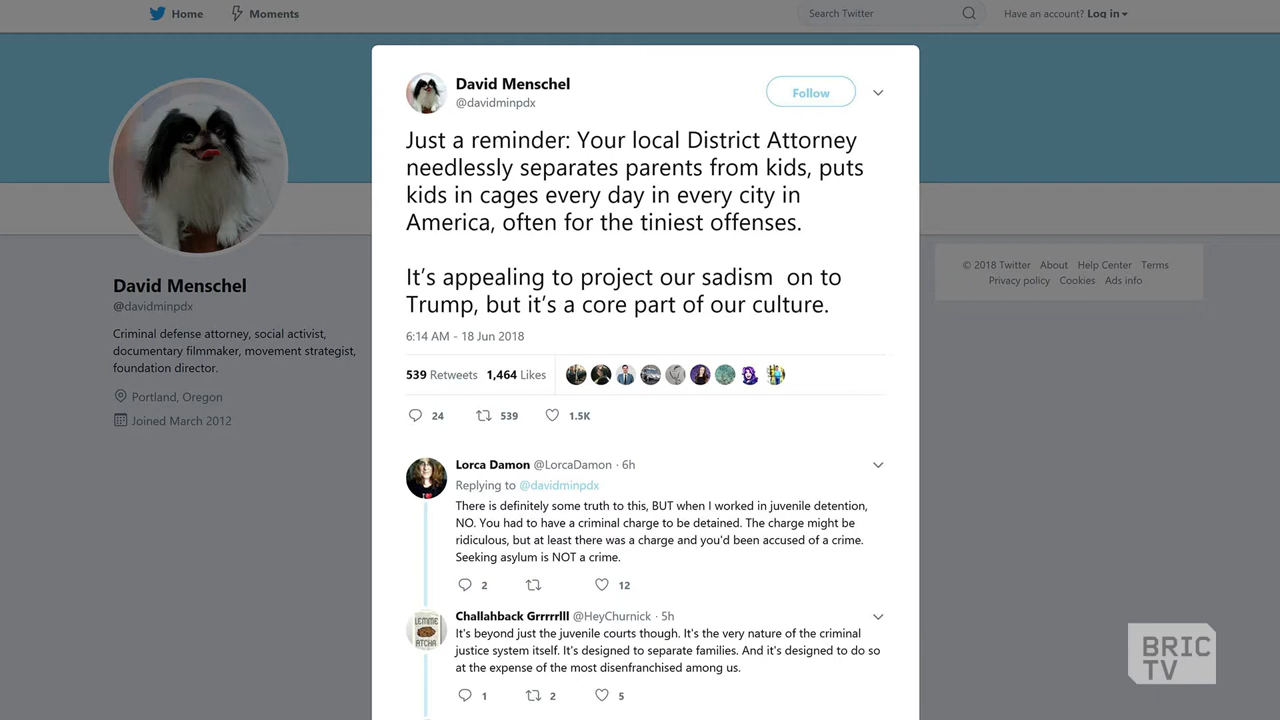 Home
Moments
Search Twitter
Have an account? Log in
David Menschel
@davidminpdx
Follow
Just a reminder: Your local District Attorney
needlessly separates parents from kids, puts
kids in cages every day in every city in
America, often for the tiniest offenses.
It's appealing to project our sadism on to
Trump, but it's a core part of our culture.
6:14 AM - 18 Jun 2018
539 Retweets 1,464 Likes
24 539 1.5K
David Menschel
@davidminpdx
Criminal defense attorney, social activist,
documentary filmmaker, movement strategist,
foundation director.
Portland, Oregon
Joined March 2012
© 2018 Twitter About Help Center Terms
Privacy policy Cookies Ads info
Lorca Damon @LorcaDamon · 6h
Replying to @davidminpdx
There is definitely some truth to this, BUT when I worked in juvenile detention,
NO. You had to have a criminal charge to be detained. The charge might be
ridiculous, but at least there was a charge and you'd been accused of a crime.
Seeking asylum is NOT a crime.
2 12
LEMME
ATCHA
Challahback Grrrrrlll @HeyChurnick · 5h
It's beyond just the juvenile courts though. It's the very nature of the criminal
justice system itself. It's designed to separate families. And it's designed to do so
at the expense of the most disenfranchised among us.
1 2 5
BRIC
TV